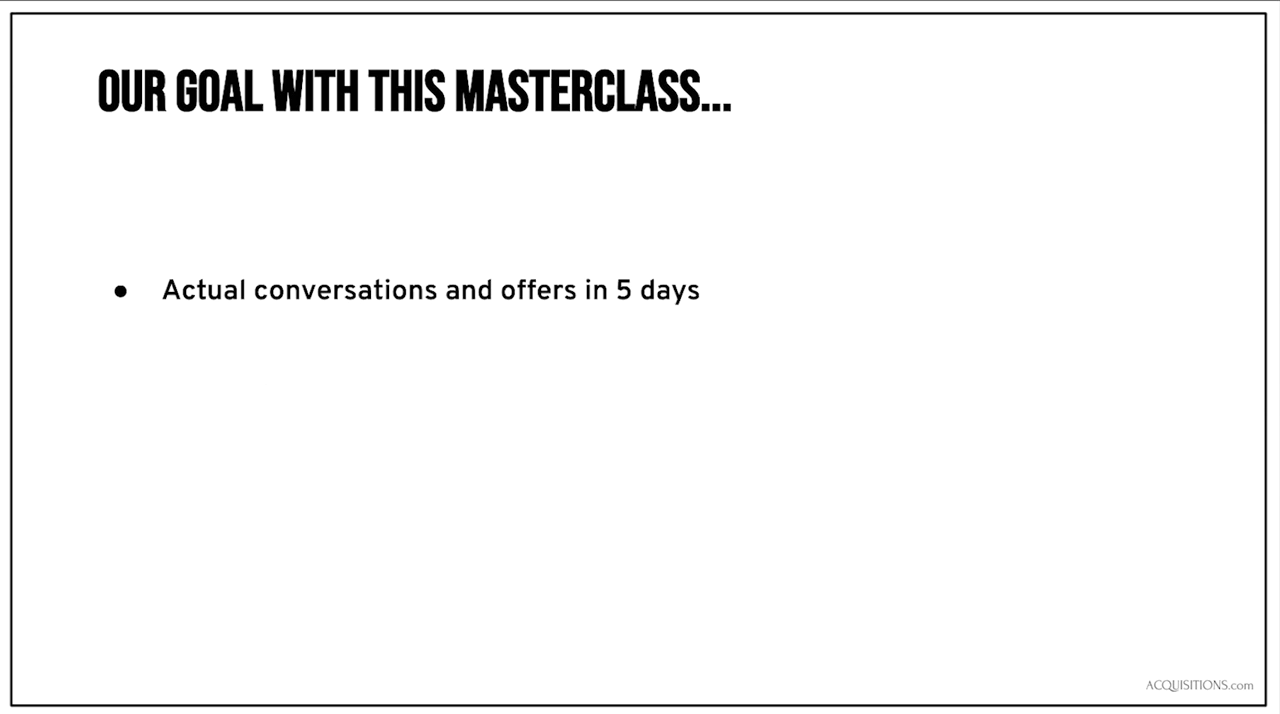 OUR GOAL WITH THIS MASTERCLASS...
● Actual conversations and offers in 5 days
ACQUISITIONS.com